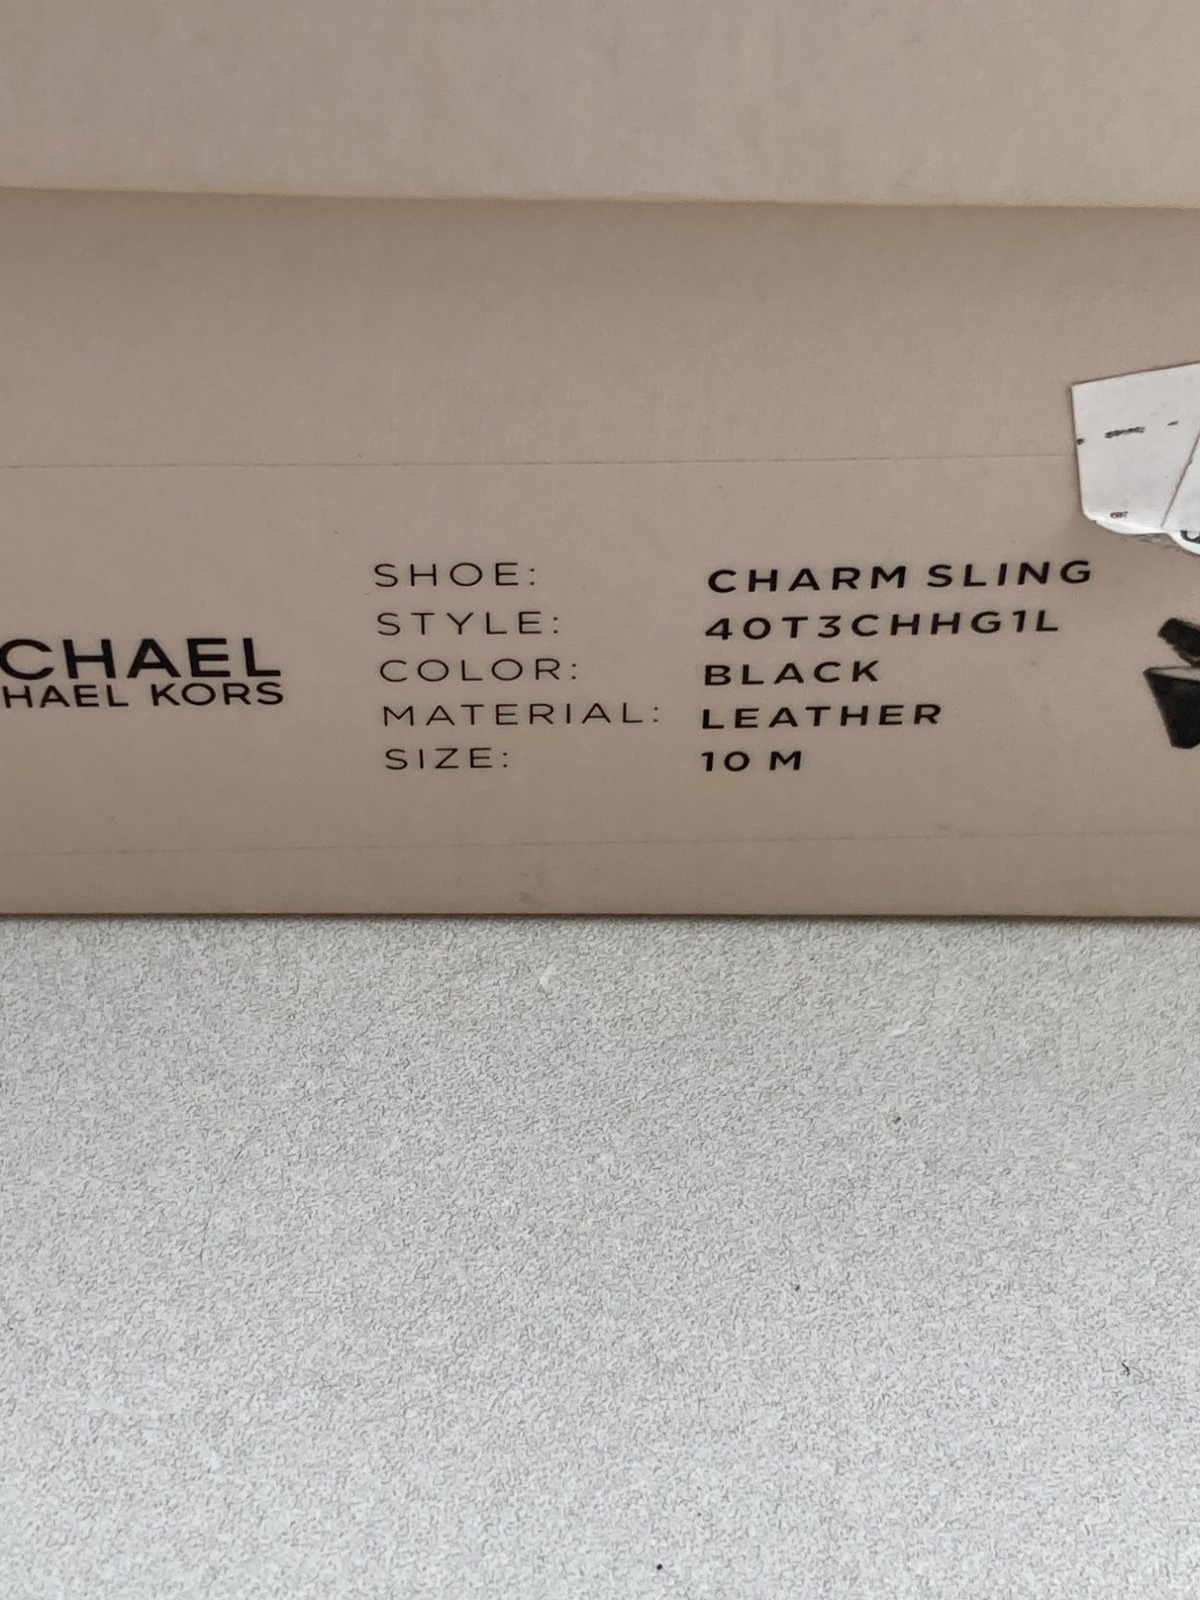 CHAEL
HAEL KORS
SHOE: CHARM SLING
STYLE: 40T3CHHG1L
COLOR: BLACK
MATERIAL: LEATHER
SIZE: 10 M